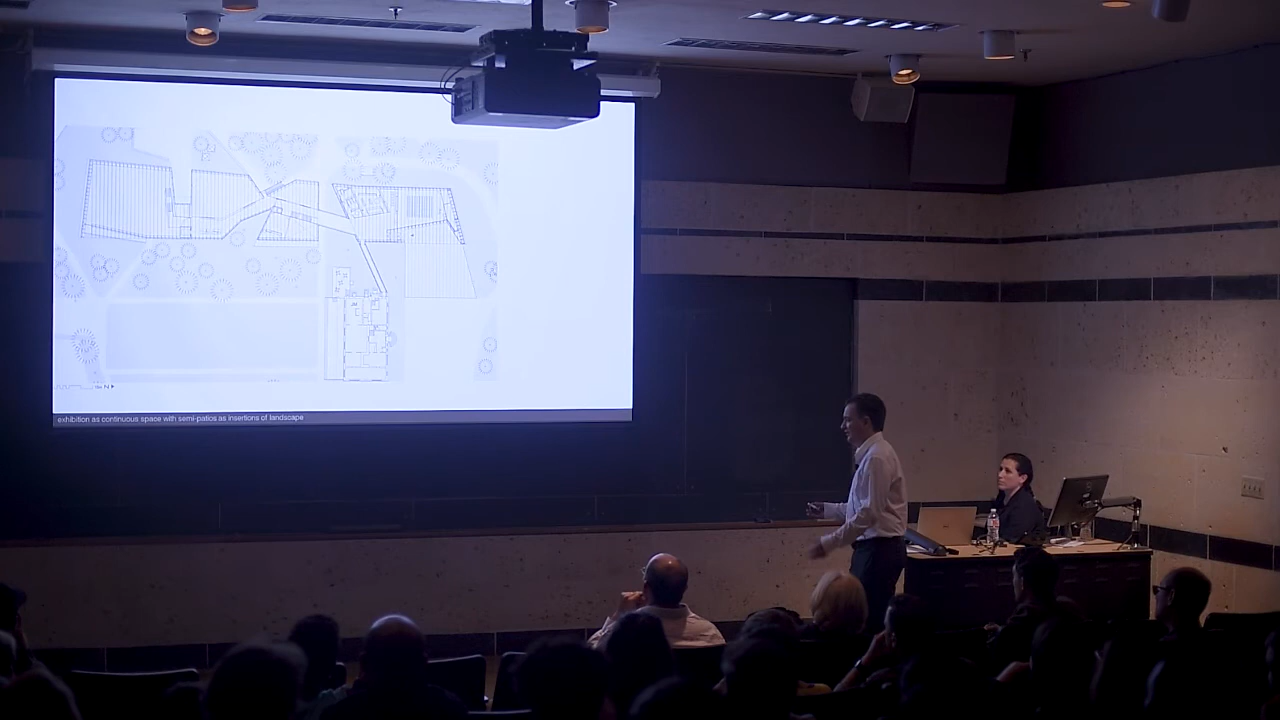 exhibition as continuous space with semi-patios as insertions of landscape